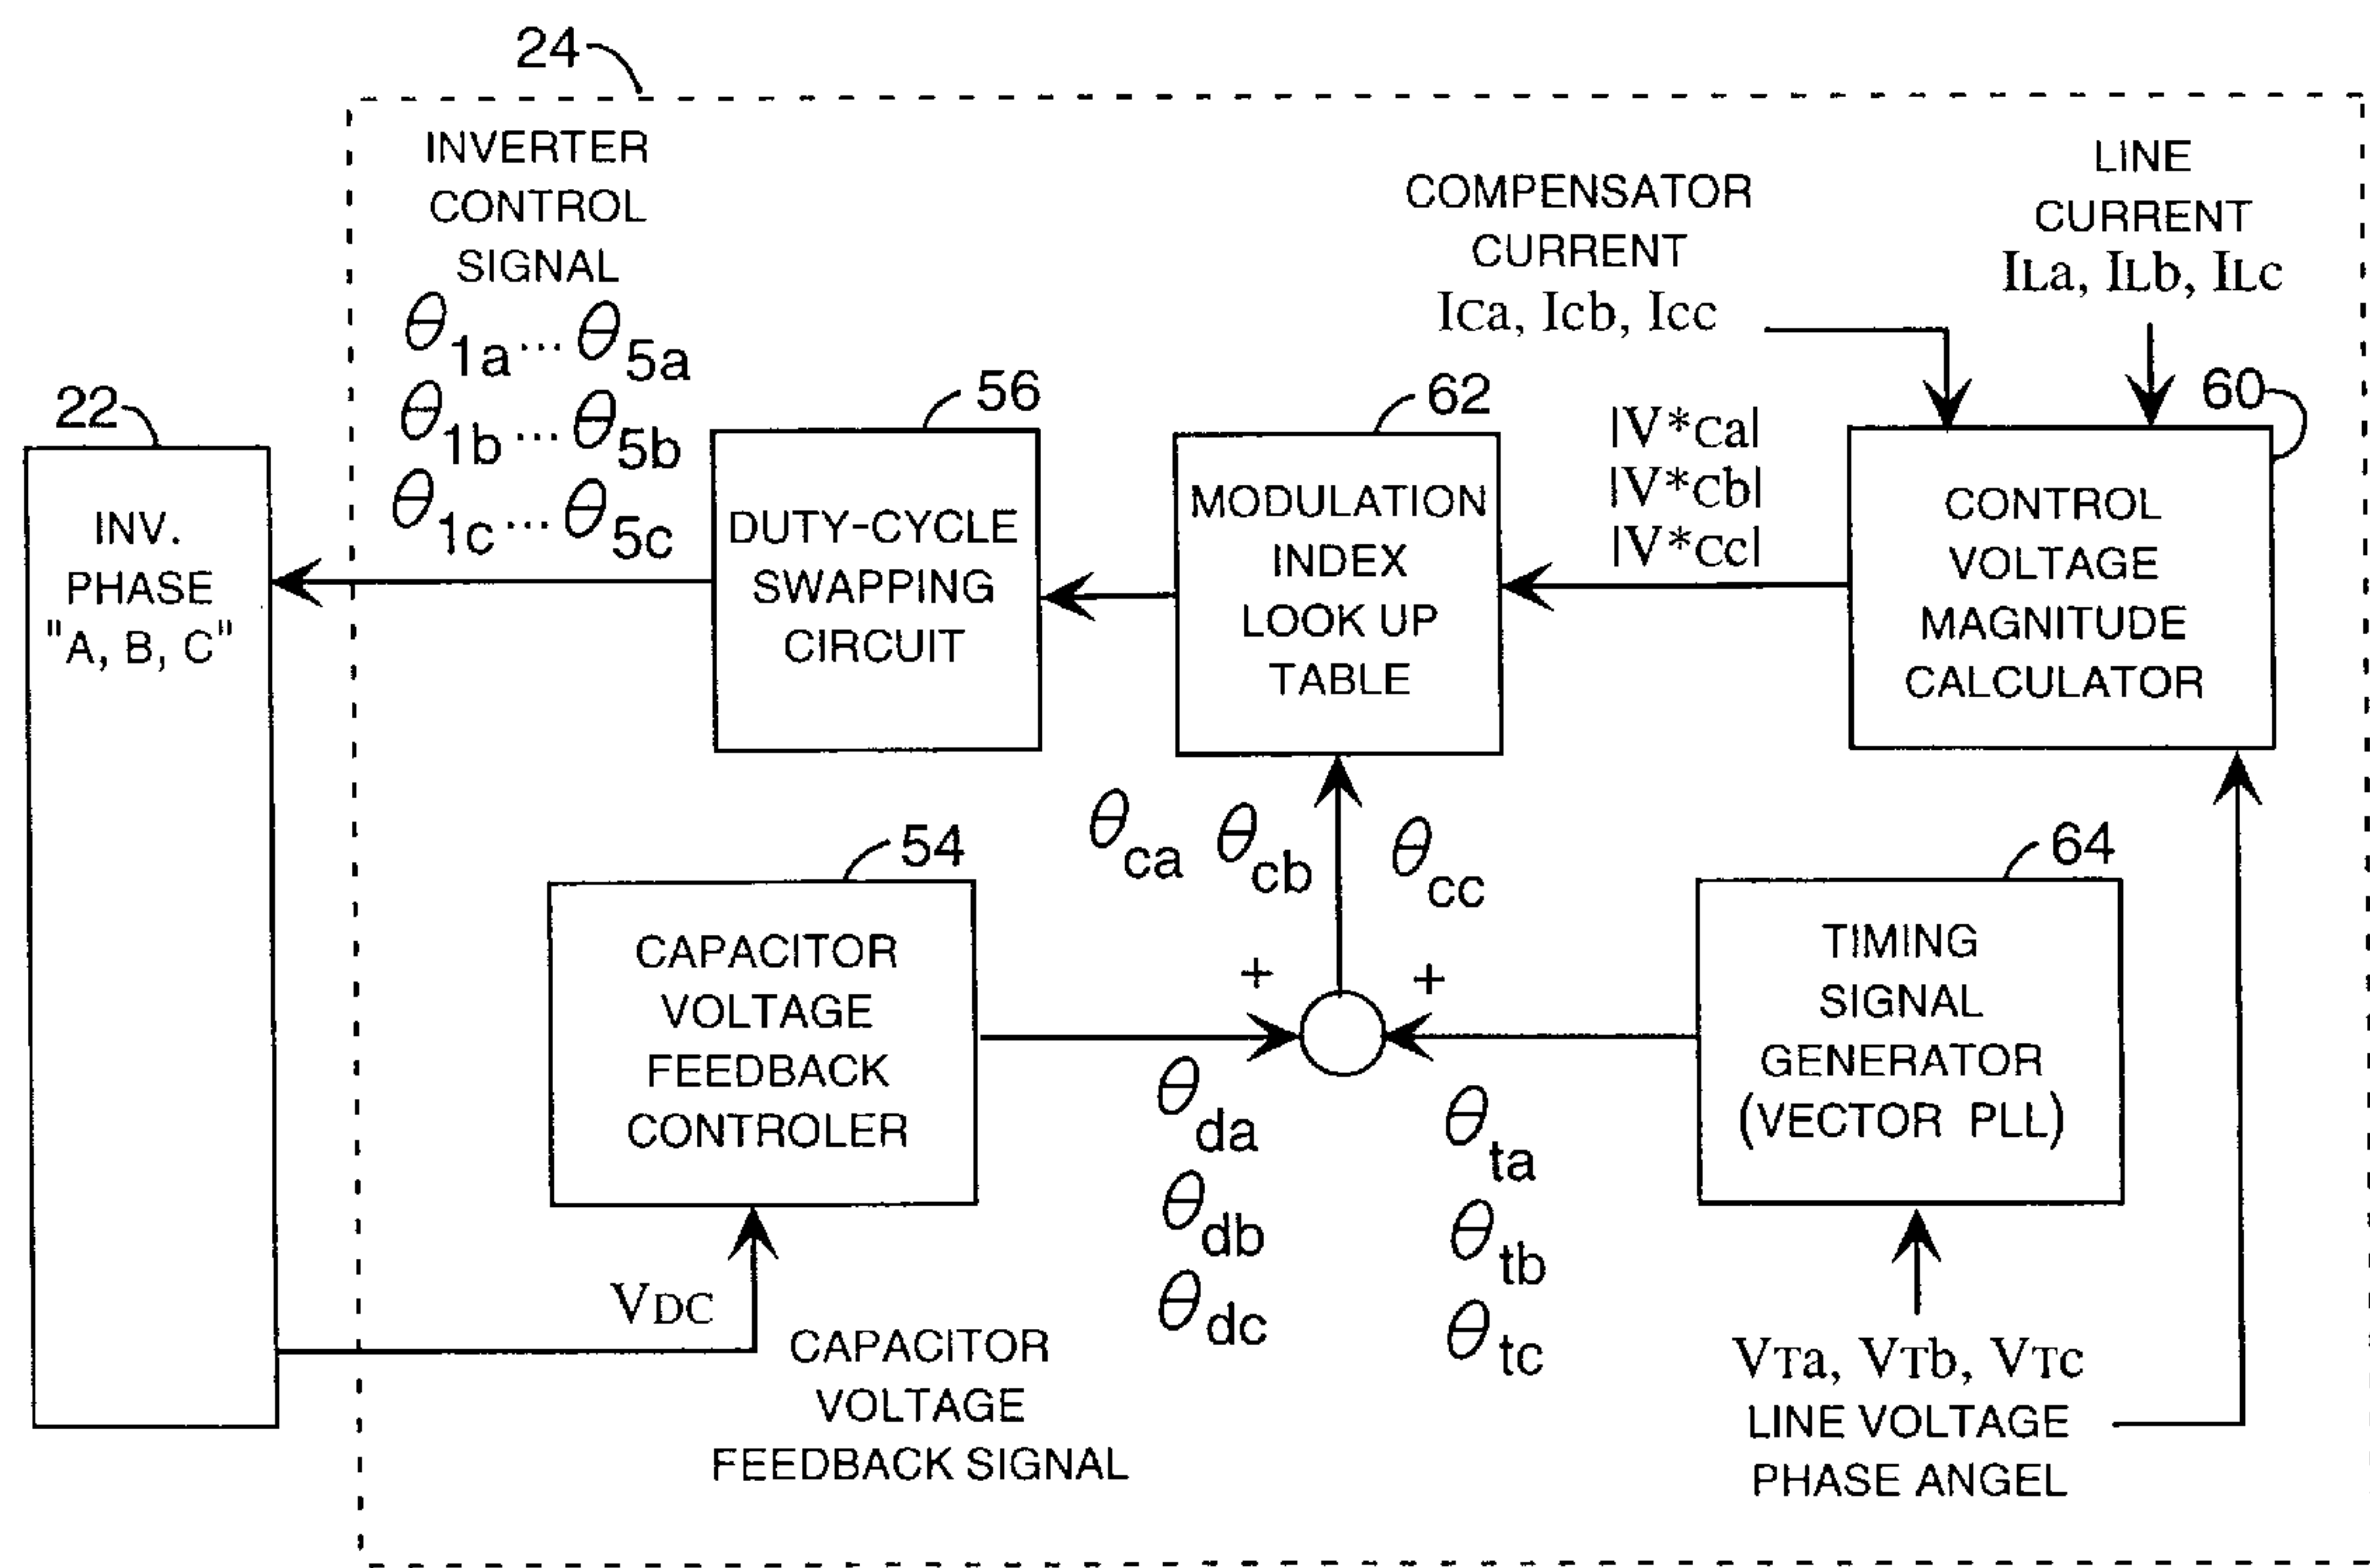 24
INVERTER
CONTROL
SIGNAL
θ1a... θ5a
θ1b... θ5b
θ1c... θ5c
COMPENSATOR
CURRENT
ICa, Icb, Icc
LINE
CURRENT
ILa, ILb, ILc
22
INV.
PHASE
"A, B, C"
56
DUTY-CYCLE
SWAPPING
CIRCUIT
62
MODULATION
INDEX
LOOK UP
TABLE
|V*Ca|
|V*Cb|
|V*Cc|
60
CONTROL
VOLTAGE
MAGNITUDE
CALCULATOR
θca θcb θcc
54
CAPACITOR
VOLTAGE
FEEDBACK
CONTROLER
+ +
64
TIMING
SIGNAL
GENERATOR
(VECTOR PLL)
θda
θdb
θdc
θta
θtb
θtc
VDC
CAPACITOR
VOLTAGE
FEEDBACK SIGNAL
VTa, VTb, VTc
LINE VOLTAGE
PHASE ANGEL